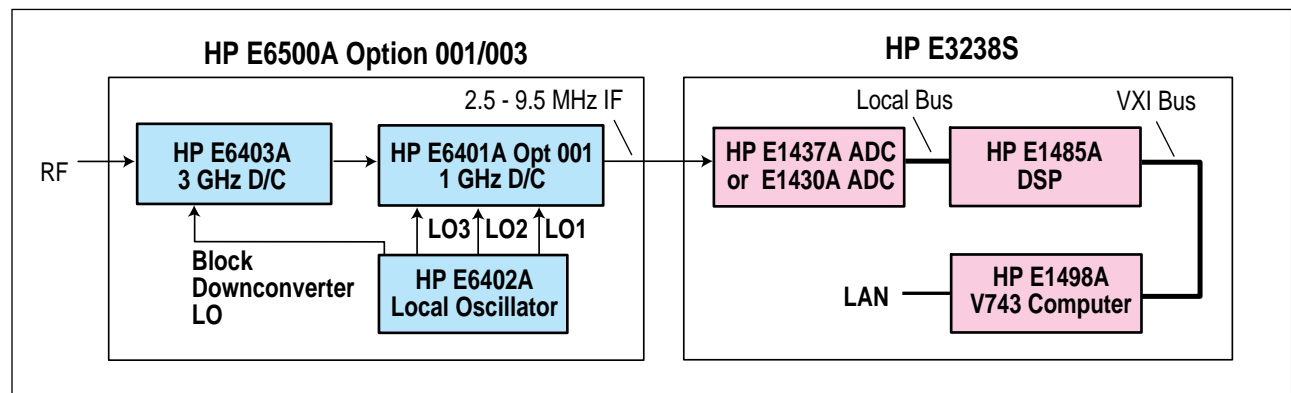 HP E6500A Option 001/003
HP E3238S
2.5 - 9.5 MHz IF
Local Bus
VXI Bus
RF
HP E6403A
3 GHz D/C
HP E6401A Opt 001
1 GHz D/C
HP E1437A ADC
or E1430A ADC
HP E1485A
DSP
LO3
LO2
LO1
Block
Downconverter
LO
HP E6402A
Local Oscillator
LAN
HP E1498A
V743 Computer